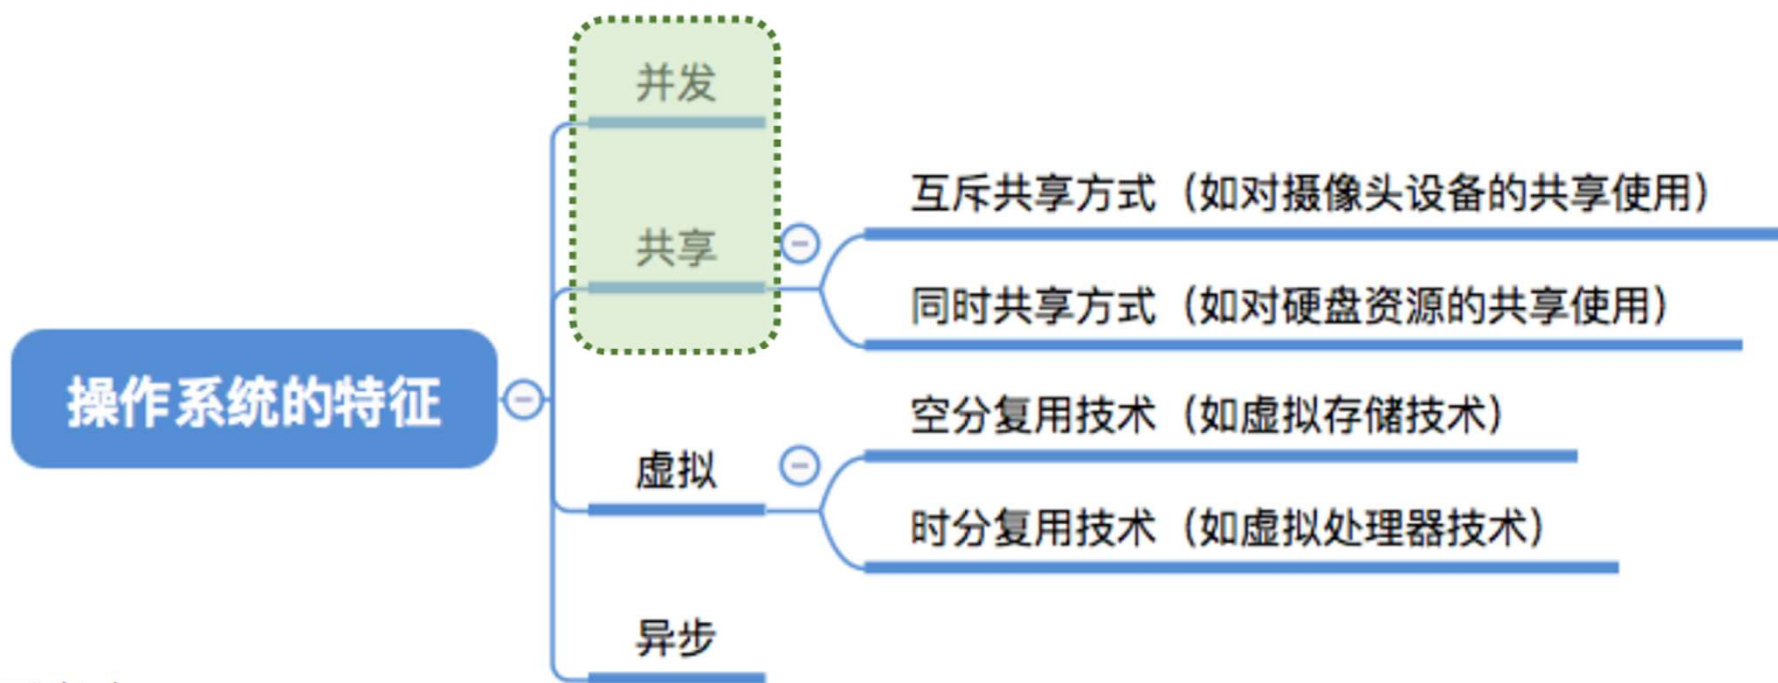 并发
共享
互斥共享方式（如对摄像头设备的共享使用）
同时共享方式（如对硬盘资源的共享使用）
操作系统的特征
虚拟
空分复用技术（如虚拟存储技术）
时分复用技术（如虚拟处理器技术）
异步